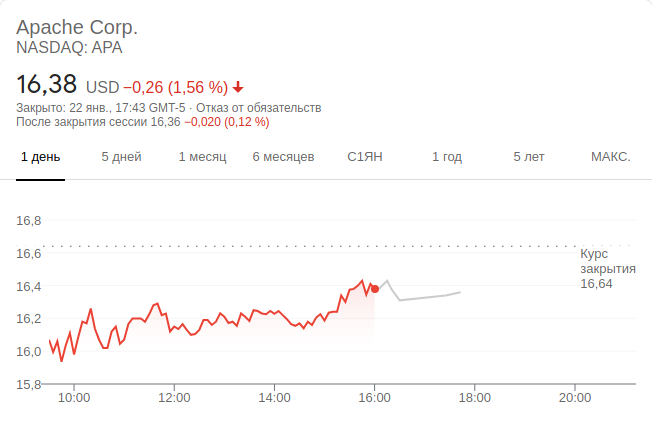 Apache Corp.
NASDAQ: APA
16,38 USD −0,26 (1,56 %)
Закрыто: 22 янв., 17:43 GMT-5 · Отказ от обязательств
После закрытия сессии 16,36 −0,020 (0,12 %)
1 день 5 дней 1 месяц 6 месяцев С1ЯН 1 год 5 лет МАКС.
16,8
16,6
16,4
16,2
16,0
15,8
Курс
закрытия
16,64
10:00 12:00 14:00 16:00 18:00 20:00